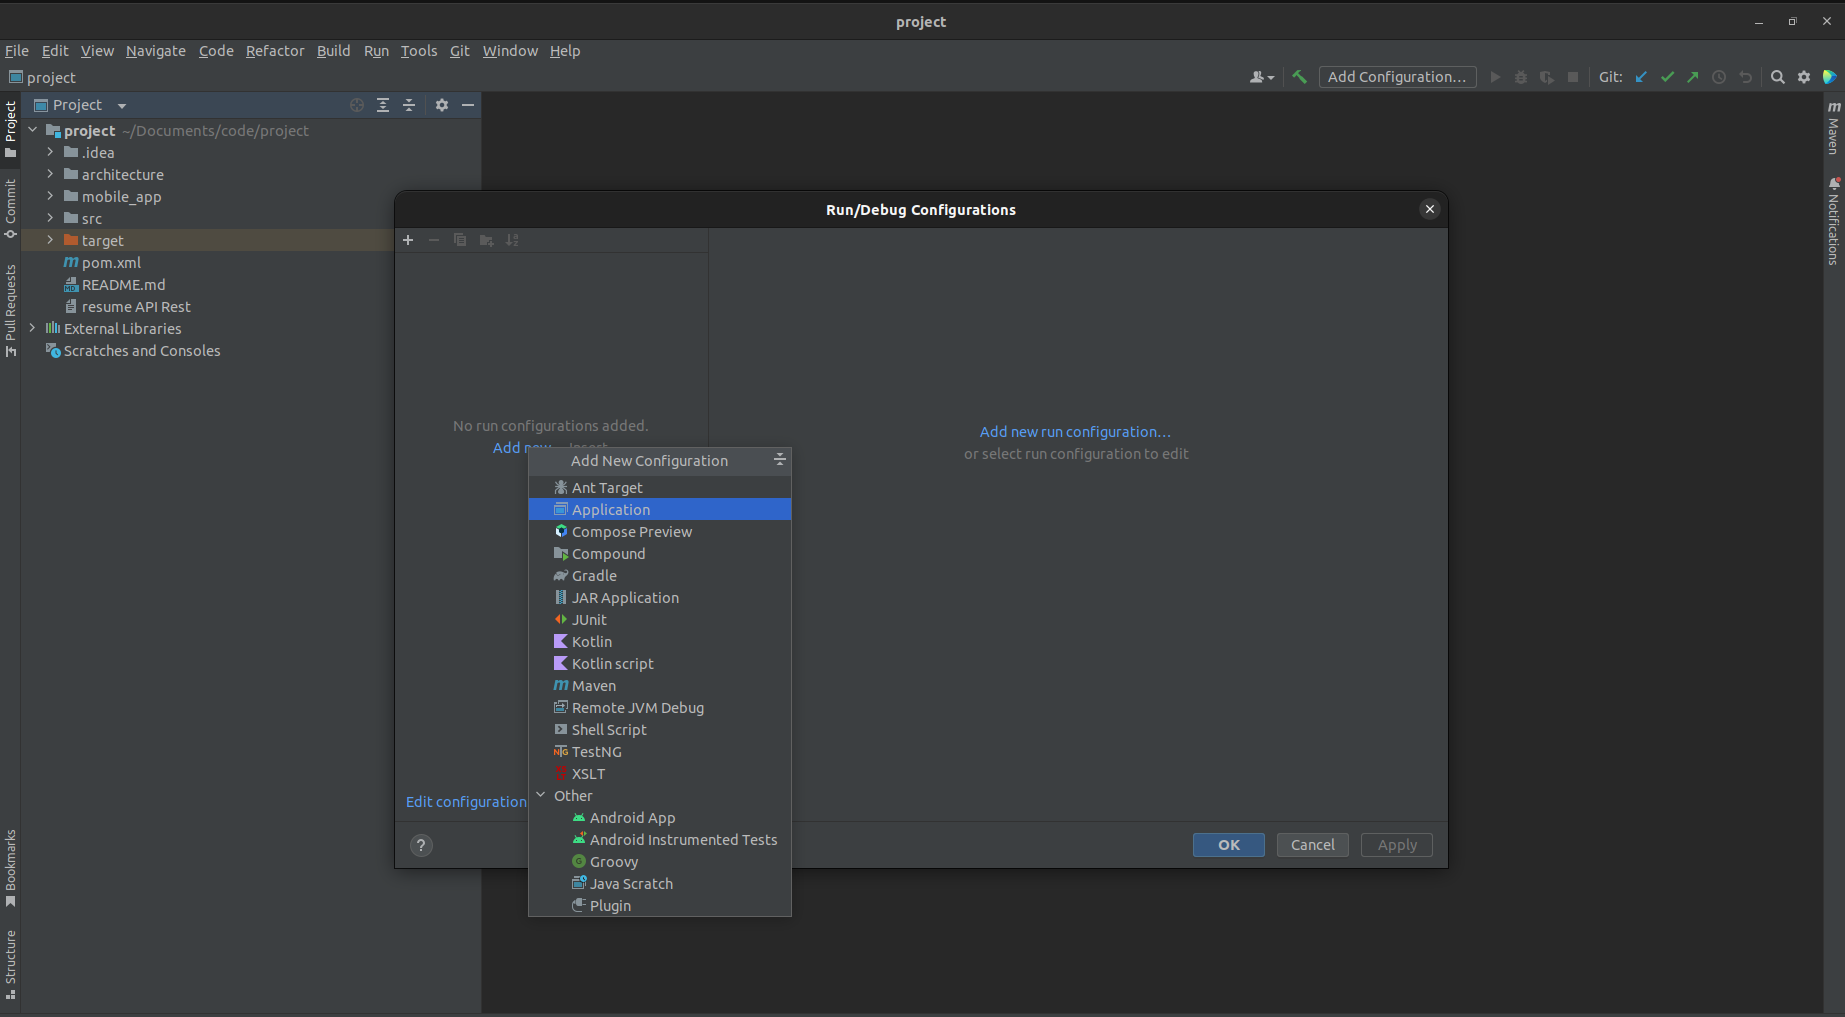 project
File Edit View Navigate Code Refactor Build Run Tools Git Window Help
project
Add Configuration...
Git:
Project
Project
Commit
Pull Requests
Bookmarks
Structure
Maven
Notifications
project ~/Documents/code/project
.idea
architecture
mobile_app
src
target
pom.xml
README.md
resume API Rest
External Libraries
Scratches and Consoles
Run/Debug Configurations
No run configurations added.
Add new...
Add new run configuration...
or select run configuration to edit
Add New Configuration
Ant Target
Application
Compose Preview
Compound
Gradle
JAR Application
JUnit
Kotlin
Kotlin script
Maven
Remote JVM Debug
Shell Script
TestNG
XSLT
Other
Android App
Android Instrumented Tests
Groovy
Java Scratch
Plugin
Edit configuration
?
OK
Cancel
Apply